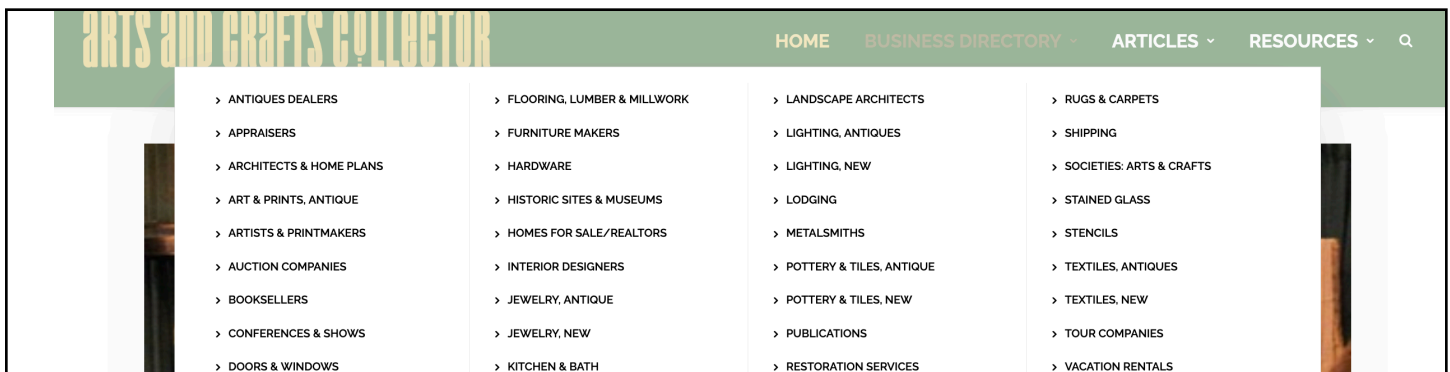 ARTS AND CRAFTS COLLECTOR
HOME BUSINESS DIRECTORY ARTICLES RESOURCES
ANTIQUES DEALERS
APPRAISERS
ARCHITECTS & HOME PLANS
ART & PRINTS, ANTIQUE
ARTISTS & PRINTMAKERS
AUCTION COMPANIES
BOOKSELLERS
CONFERENCES & SHOWS
DOORS & WINDOWS
FLOORING, LUMBER & MILLWORK
FURNITURE MAKERS
HARDWARE
HISTORIC SITES & MUSEUMS
HOMES FOR SALE/REALTORS
INTERIOR DESIGNERS
JEWELRY, ANTIQUE
JEWELRY, NEW
KITCHEN & BATH
LANDSCAPE ARCHITECTS
LIGHTING, ANTIQUES
LIGHTING, NEW
LODGING
METALSMITHS
POTTERY & TILES, ANTIQUE
POTTERY & TILES, NEW
PUBLICATIONS
RESTORATION SERVICES
RUGS & CARPETS
SHIPPING
SOCIETIES: ARTS & CRAFTS
STAINED GLASS
STENCILS
TEXTILES, ANTIQUES
TEXTILES, NEW
TOUR COMPANIES
VACATION RENTALS